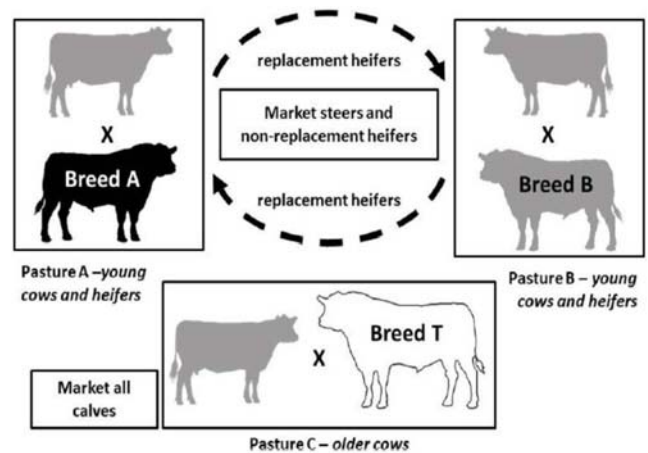 replacement heifers
X
Breed A
Market steers and
non-replacement heifers
X
Breed B
replacement heifers
Pasture A –young
cows and heifers
Pasture B – young
cows and heifers
X
Breed T
Market all
calves
Pasture C – older cows